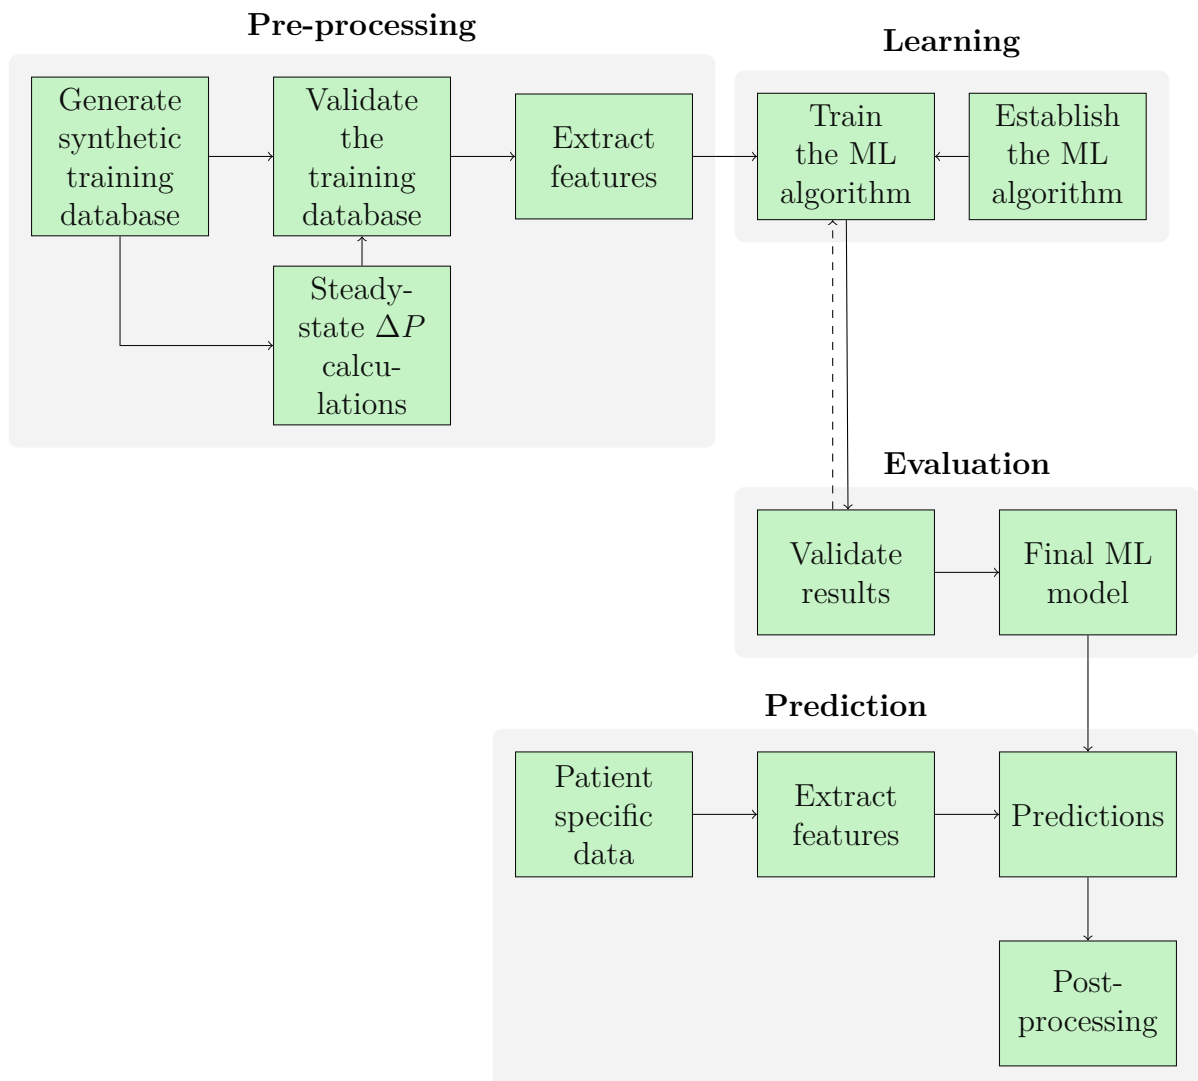 Pre-processing
Generate
synthetic
training
database
Validate
the
training
database
Extract
features
Steady-
state ΔP
calcu-
lations
Learning
Train
the ML
algorithm
Establish
the ML
algorithm
Evaluation
Validate
results
Final ML
model
Prediction
Patient
specific
data
Extract
features
Predictions
Post-
processing